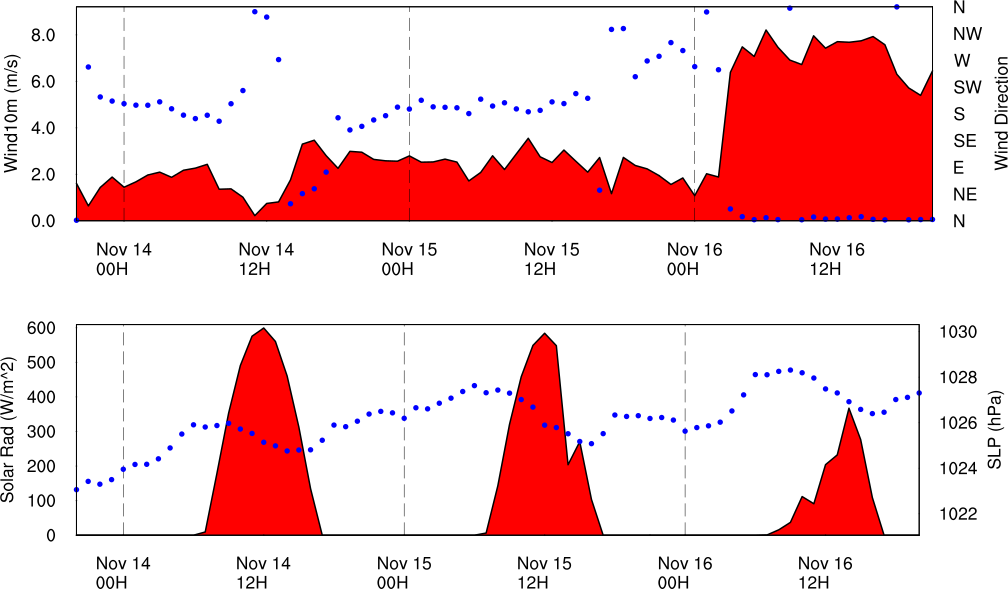 Wind10m (m/s)
8.0
6.0
4.0
2.0
0.0
N
NW
W
SW
S
SE
E
NE
N
Wind Direction
Nov 14 Nov 14 Nov 15 Nov 15 Nov 16 Nov 16
00H 12H 00H 12H 00H 12H
Solar Rad (W/m^2)
600
500
400
300
200
100
0
1030
1028
1026
1024
1022
SLP (hPa)
Nov 14 Nov 14 Nov 15 Nov 15 Nov 16 Nov 16
00H 12H 00H 12H 00H 12H